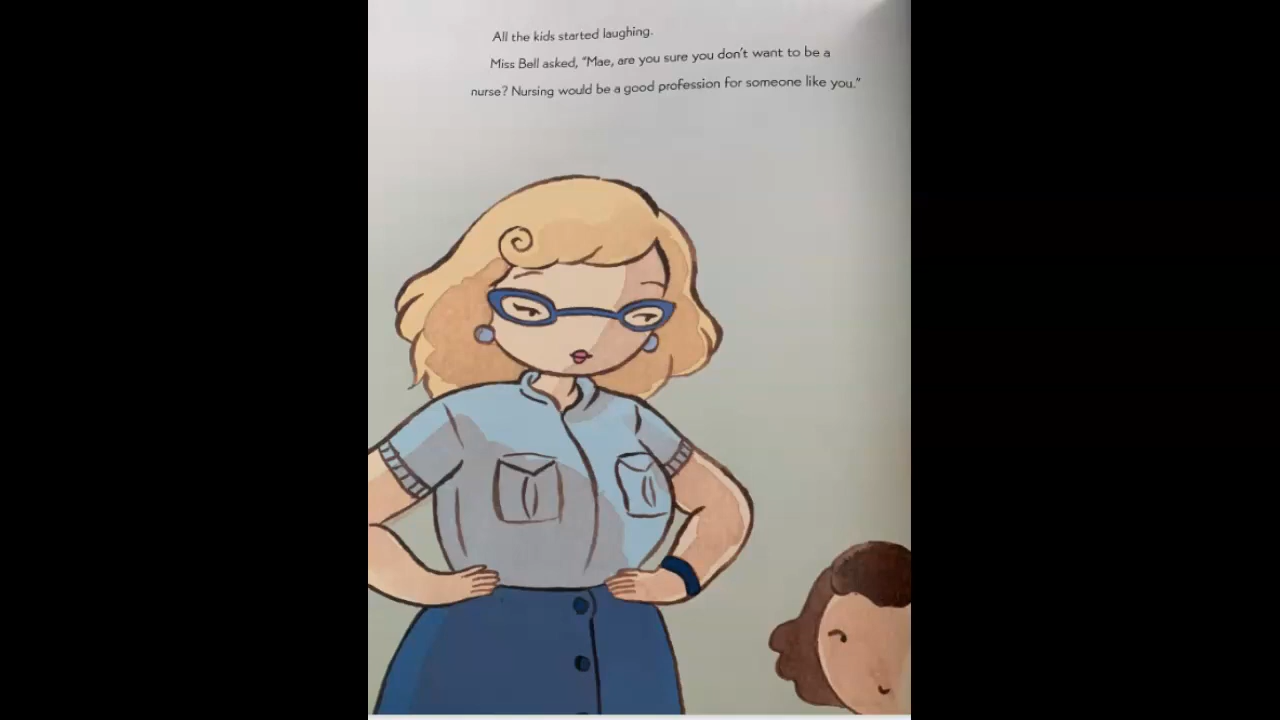 All the kids started laughing.
Miss Bell asked, “Mae, are you sure you don’t want to be a
nurse? Nursing would be a good profession for someone like you.”